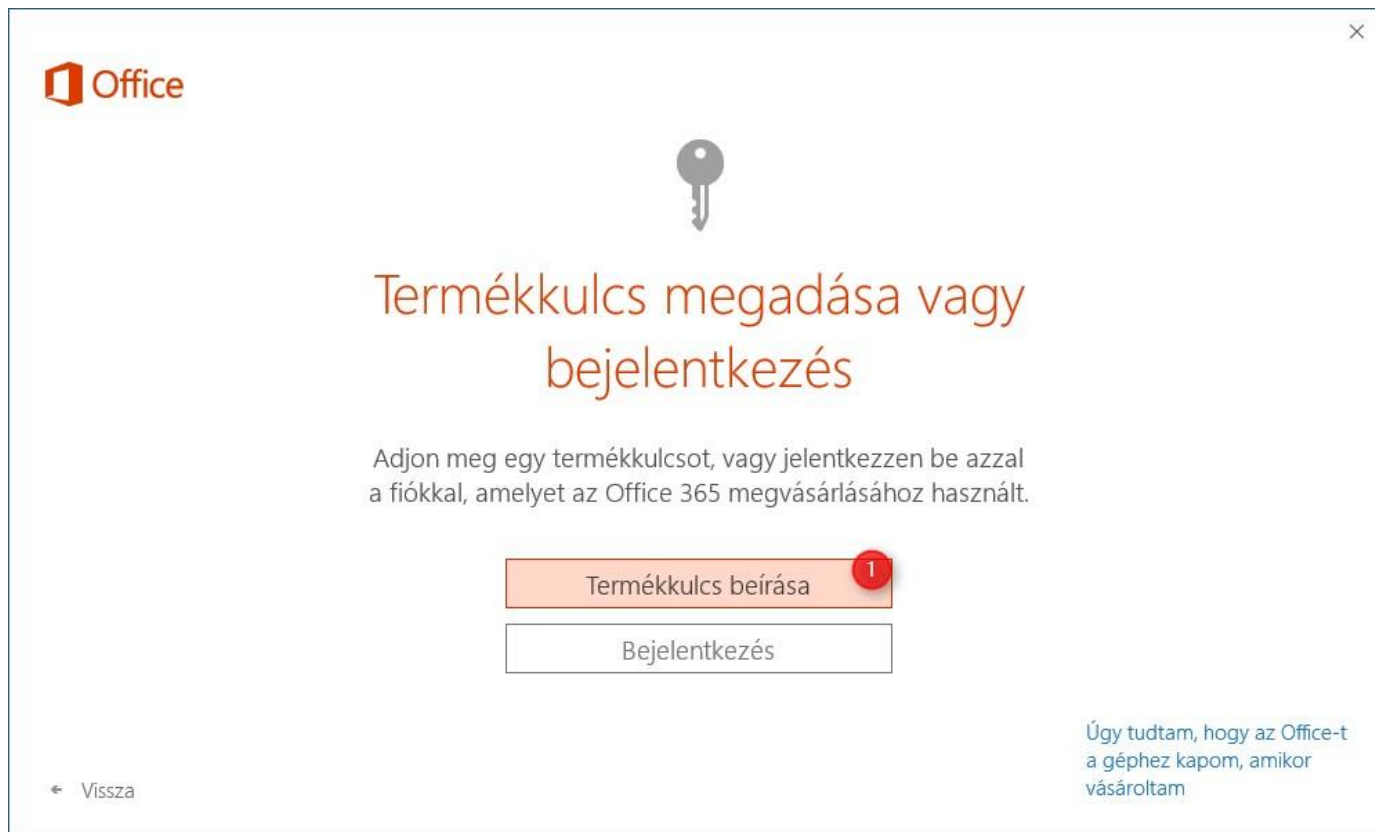 Office
Termékkulcs megadása vagy
bejelentkezés
Adjon meg egy termékkulcsot, vagy jelentkezzen be azzal
a fiókkal, amelyet az Office 365 megvásárlásához használt.
Termékkulcs beírása
1
Bejelentkezés
Úgy tudtam, hogy az Office-t
a géphez kapom, amikor
vásároltam
Vissza